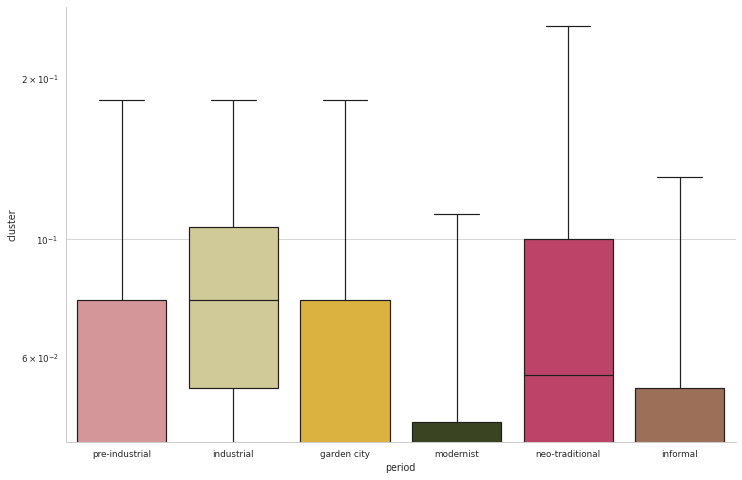 2 × 10⁻¹
cluster
10⁻¹
6 × 10⁻²
pre-industrial industrial garden city modernist neo-traditional informal
period